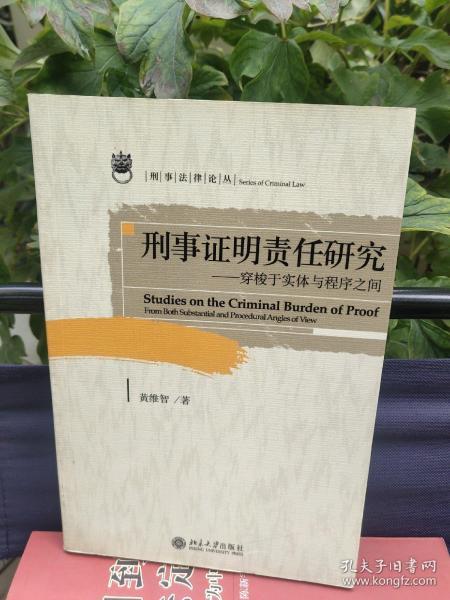 刑事法律论丛 Series of Criminal Law
刑事证明责任研究
——穿梭于实体与程序之间
Studies on the Criminal Burden of Proof
From Both Substantial and Procedural Angles of View
黄维智/著
北京大学出版社
PEKING UNIVERSITY PRESS
孔夫子旧书网
www.kongfz.com